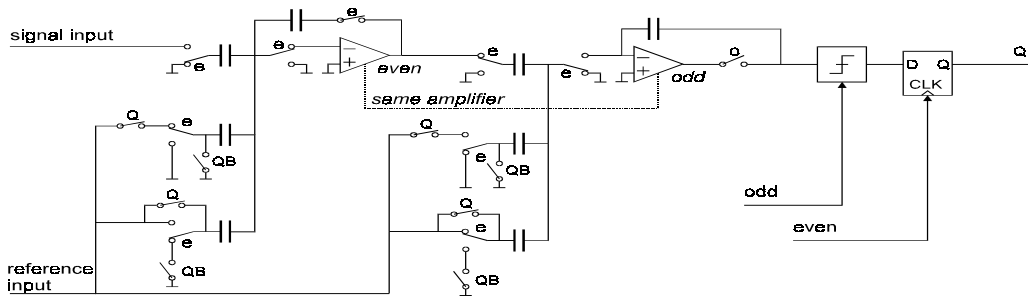 e
signal input
e
e
e
even
same amplifier
e
e
odd
o
D
Q
CLK
Q
Q
e
QB
Q
e
QB
Q
e
QB
Q
e
QB
odd
even
reference
input